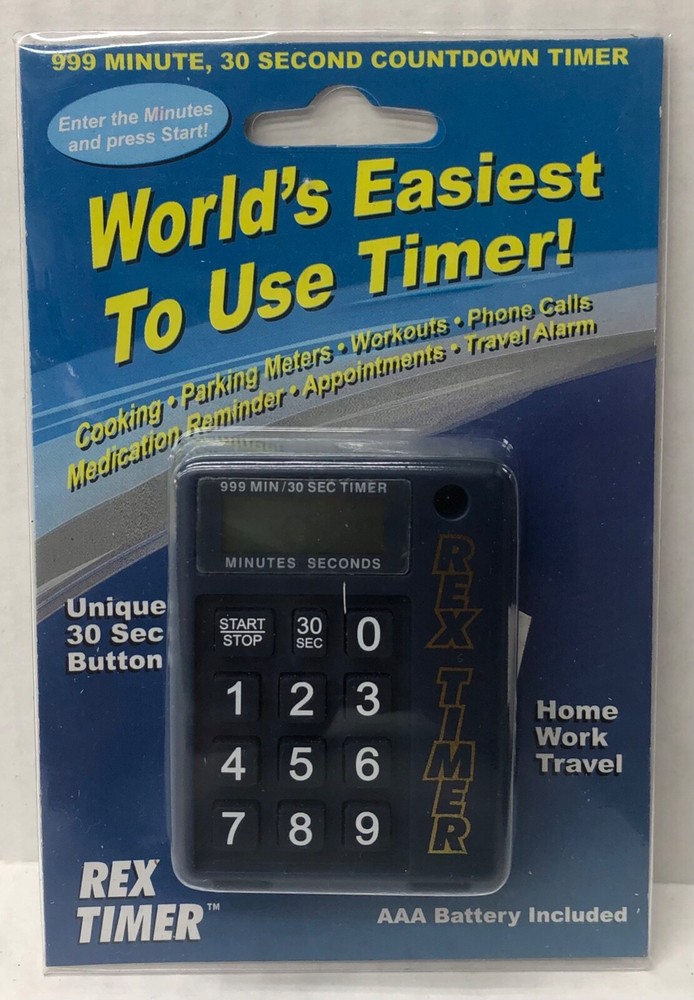 999 MINUTE, 30 SECOND COUNTDOWN TIMER
Enter the Minutes
and press Start!
World's Easiest
To Use Timer!
Cooking • Parking Meters • Workouts • Phone Calls
Medication Reminder • Appointments • Travel Alarm
999 MIN/30 SEC TIMER
MINUTES SECONDS
REX TIMER
START
STOP
30
SEC
0
1 2 3
4 5 6
7 8 9
Unique
30 Sec
Button
Home
Work
Travel
REX
TIMER™
AAA Battery Included